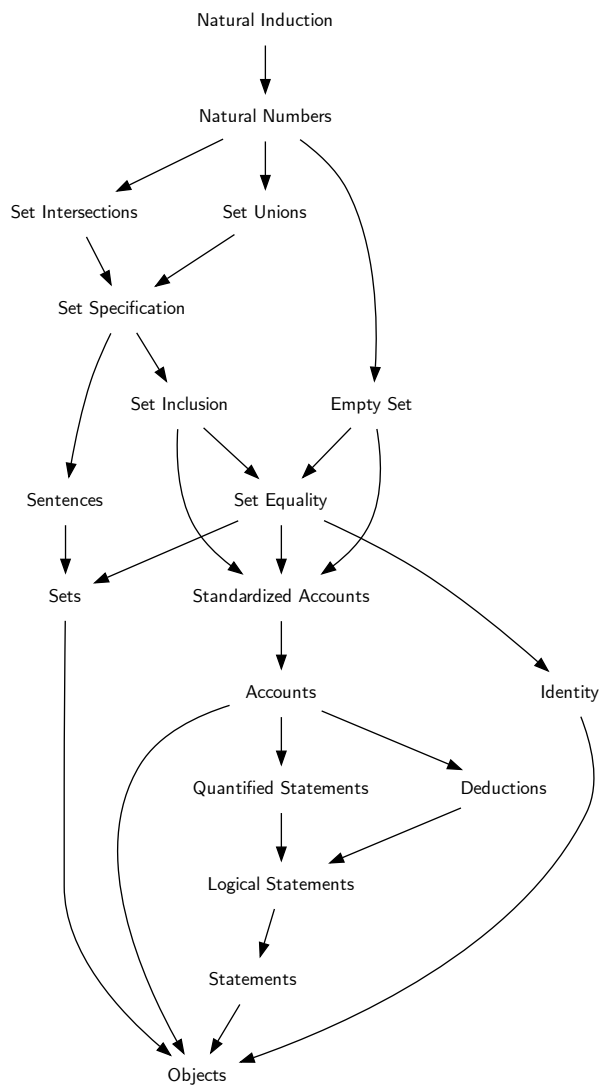 Natural Induction
Natural Numbers
Set Intersections
Set Unions
Set Specification
Set Inclusion
Empty Set
Sentences
Set Equality
Sets
Standardized Accounts
Accounts
Identity
Quantified Statements
Deductions
Logical Statements
Statements
Objects